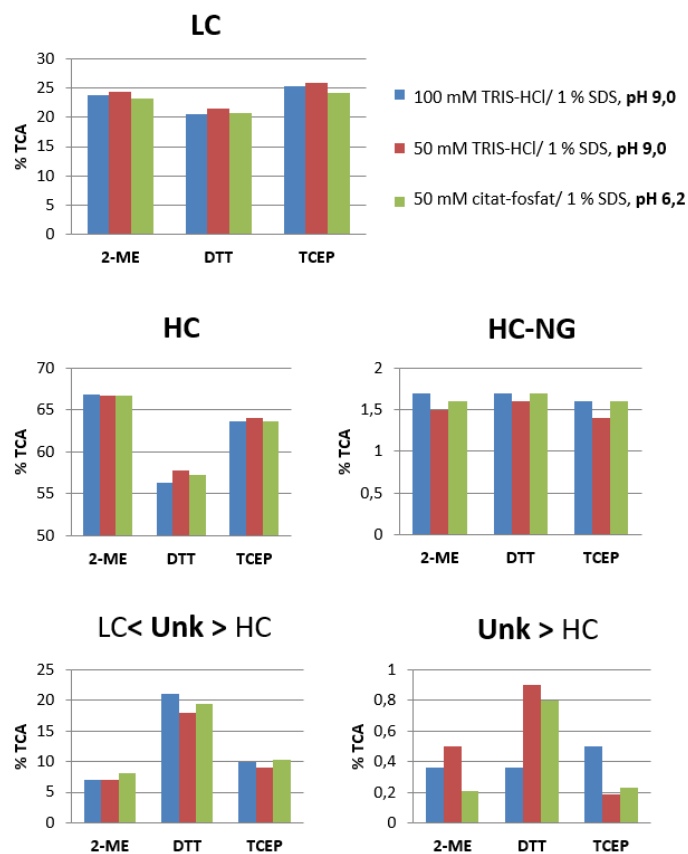 LC
30
25
20
15
10
5
0
% TCA
2-ME DTT TCEP
100 mM TRIS-HCl/ 1 % SDS, pH 9,0
50 mM TRIS-HCl/ 1 % SDS, pH 9,0
50 mM citat-fosfat/ 1 % SDS, pH 6,2
HC
70
65
60
55
50
% TCA
2-ME DTT TCEP
HC-NG
2
1,5
1
0,5
0
% TCA
2-ME DTT TCEP
LC< Unk > HC
25
20
15
10
5
0
% TCA
2-ME DTT TCEP
Unk > HC
1
0,8
0,6
0,4
0,2
0
% TCA
2-ME DTT TCEP